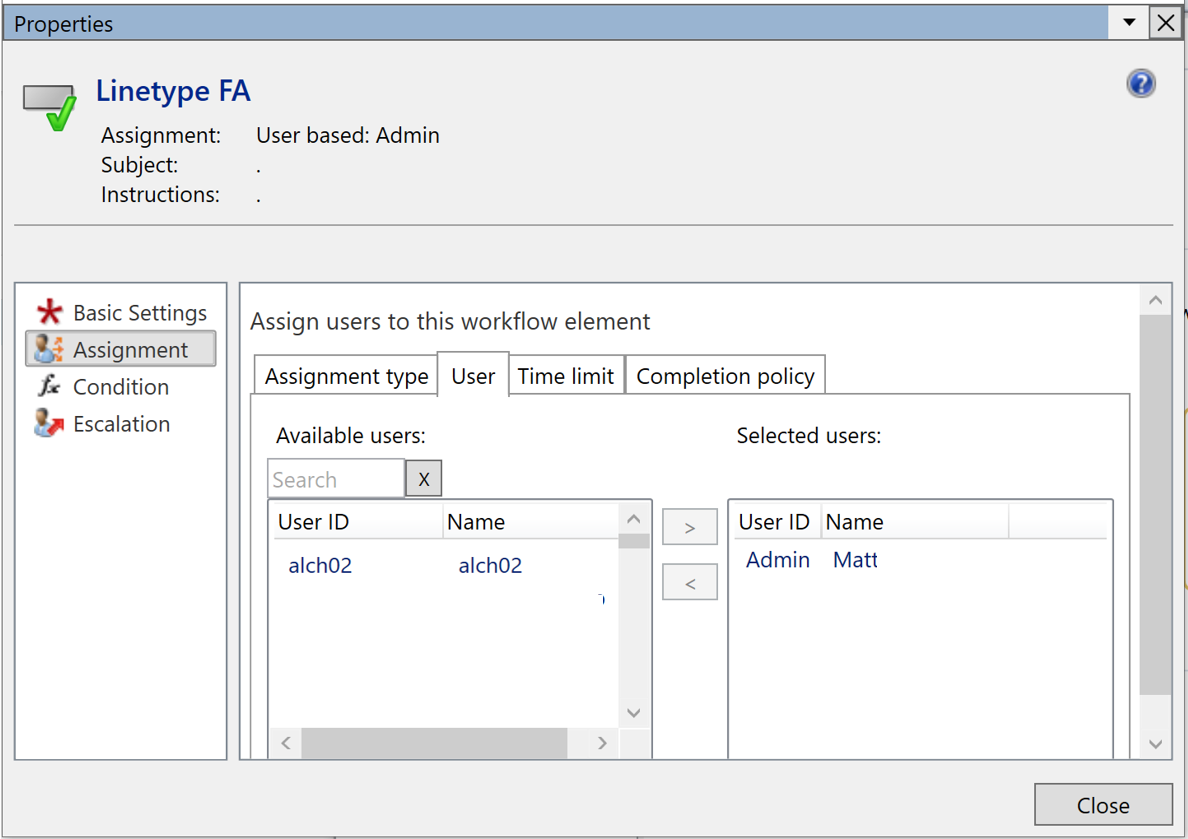 Properties
Linetype FA
Assignment: User based: Admin
Subject: .
Instructions: .
Basic Settings
Assignment
Condition
Escalation
Assign users to this workflow element
Assignment type User Time limit Completion policy
Available users: Selected users:
Search X
User ID Name
alch02 alch02
>
<
User ID Name
Admin Matt
Close